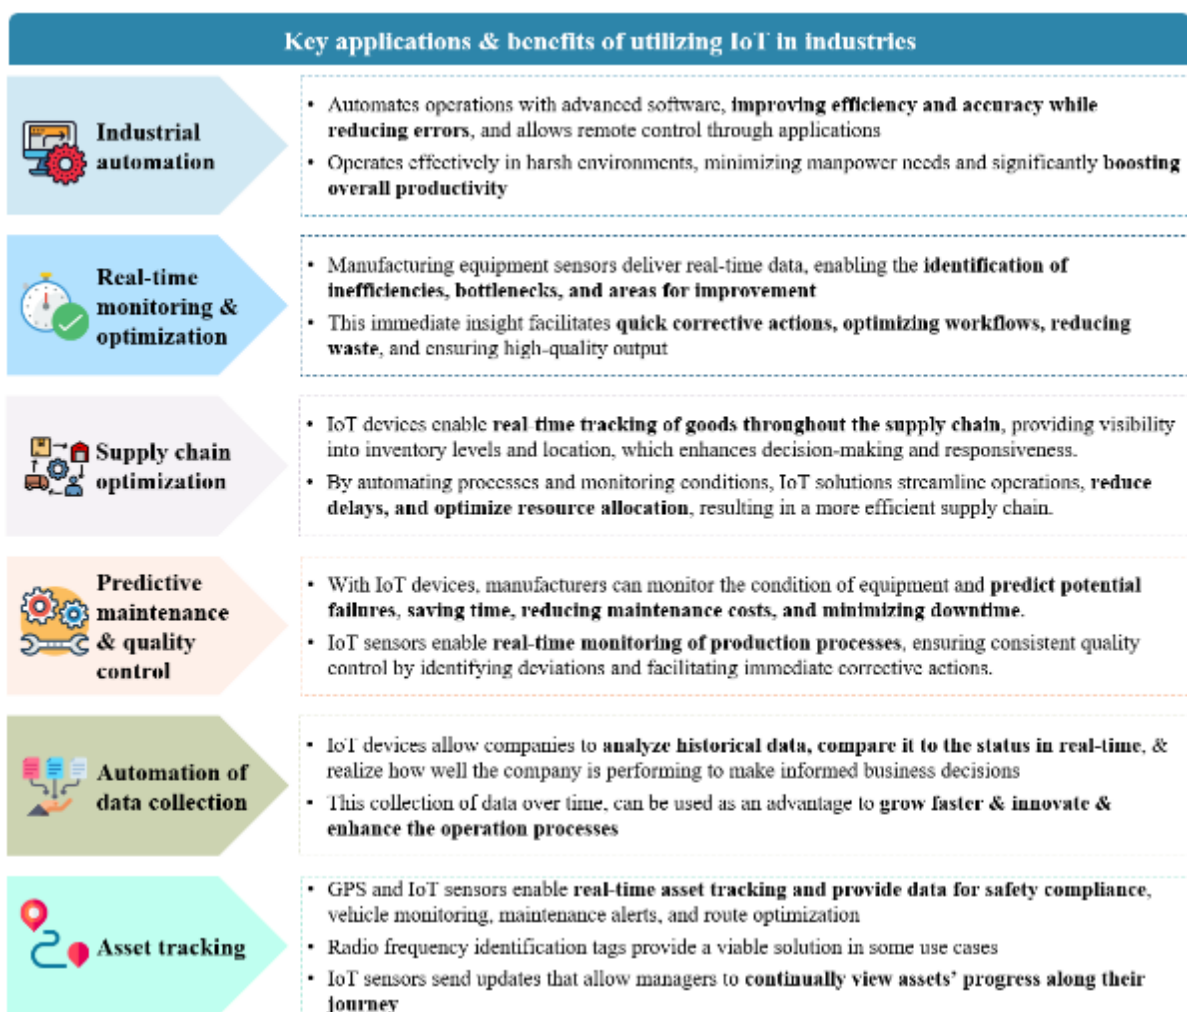 Key applications & benefits of utilizing IoT in industries
Industrial
automation
• Automates operations with advanced software, improving efficiency and accuracy while
reducing errors, and allows remote control through applications
• Operates effectively in harsh environments, minimizing manpower needs and significantly boosting
overall productivity
Real-time
monitoring &
optimization
• Manufacturing equipment sensors deliver real-time data, enabling the identification of
inefficiencies, bottlenecks, and areas for improvement
• This immediate insight facilitates quick corrective actions, optimizing workflows, reducing
waste, and ensuring high-quality output
Supply chain
optimization
• IoT devices enable real-time tracking of goods throughout the supply chain, providing visibility
into inventory levels and location, which enhances decision-making and responsiveness.
• By automating processes and monitoring conditions, IoT solutions streamline operations, reduce
delays, and optimize resource allocation, resulting in a more efficient supply chain.
Predictive
maintenance
& quality
control
• With IoT devices, manufacturers can monitor the condition of equipment and predict potential
failures, saving time, reducing maintenance costs, and minimizing downtime.
• IoT sensors enable real-time monitoring of production processes, ensuring consistent quality
control by identifying deviations and facilitating immediate corrective actions.
Automation of
data collection
• IoT devices allow companies to analyze historical data, compare it to the status in real-time, &
realize how well the company is performing to make informed business decisions
• This collection of data over time, can be used as an advantage to grow faster & innovate &
enhance the operation processes
Asset tracking
• GPS and IoT sensors enable real-time asset tracking and provide data for safety compliance,
vehicle monitoring, maintenance alerts, and route optimization
• Radio frequency identification tags provide a viable solution in some use cases
• IoT sensors send updates that allow managers to continually view assets' progress along their
journey